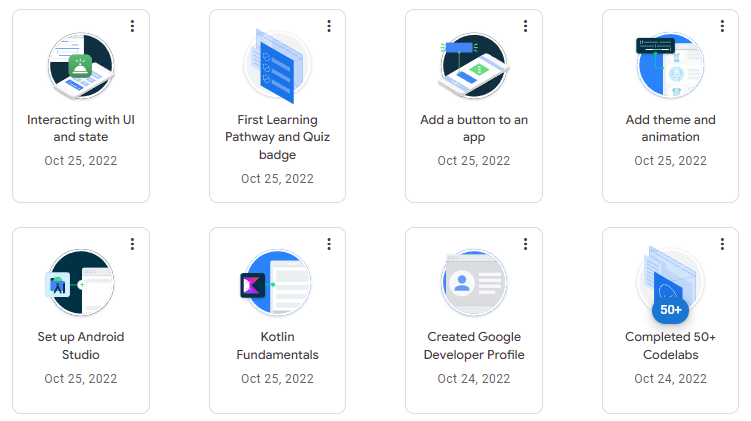 Interacting with UI
and state
Oct 25, 2022
First Learning
Pathway and Quiz
badge
Oct 25, 2022
Add a button to an
app
Oct 25, 2022
Add theme and
animation
Oct 25, 2022
Set up Android
Studio
Oct 25, 2022
Kotlin
Fundamentals
Oct 25, 2022
Created Google
Developer Profile
Oct 24, 2022
50+
Completed 50+
Codelabs
Oct 24, 2022